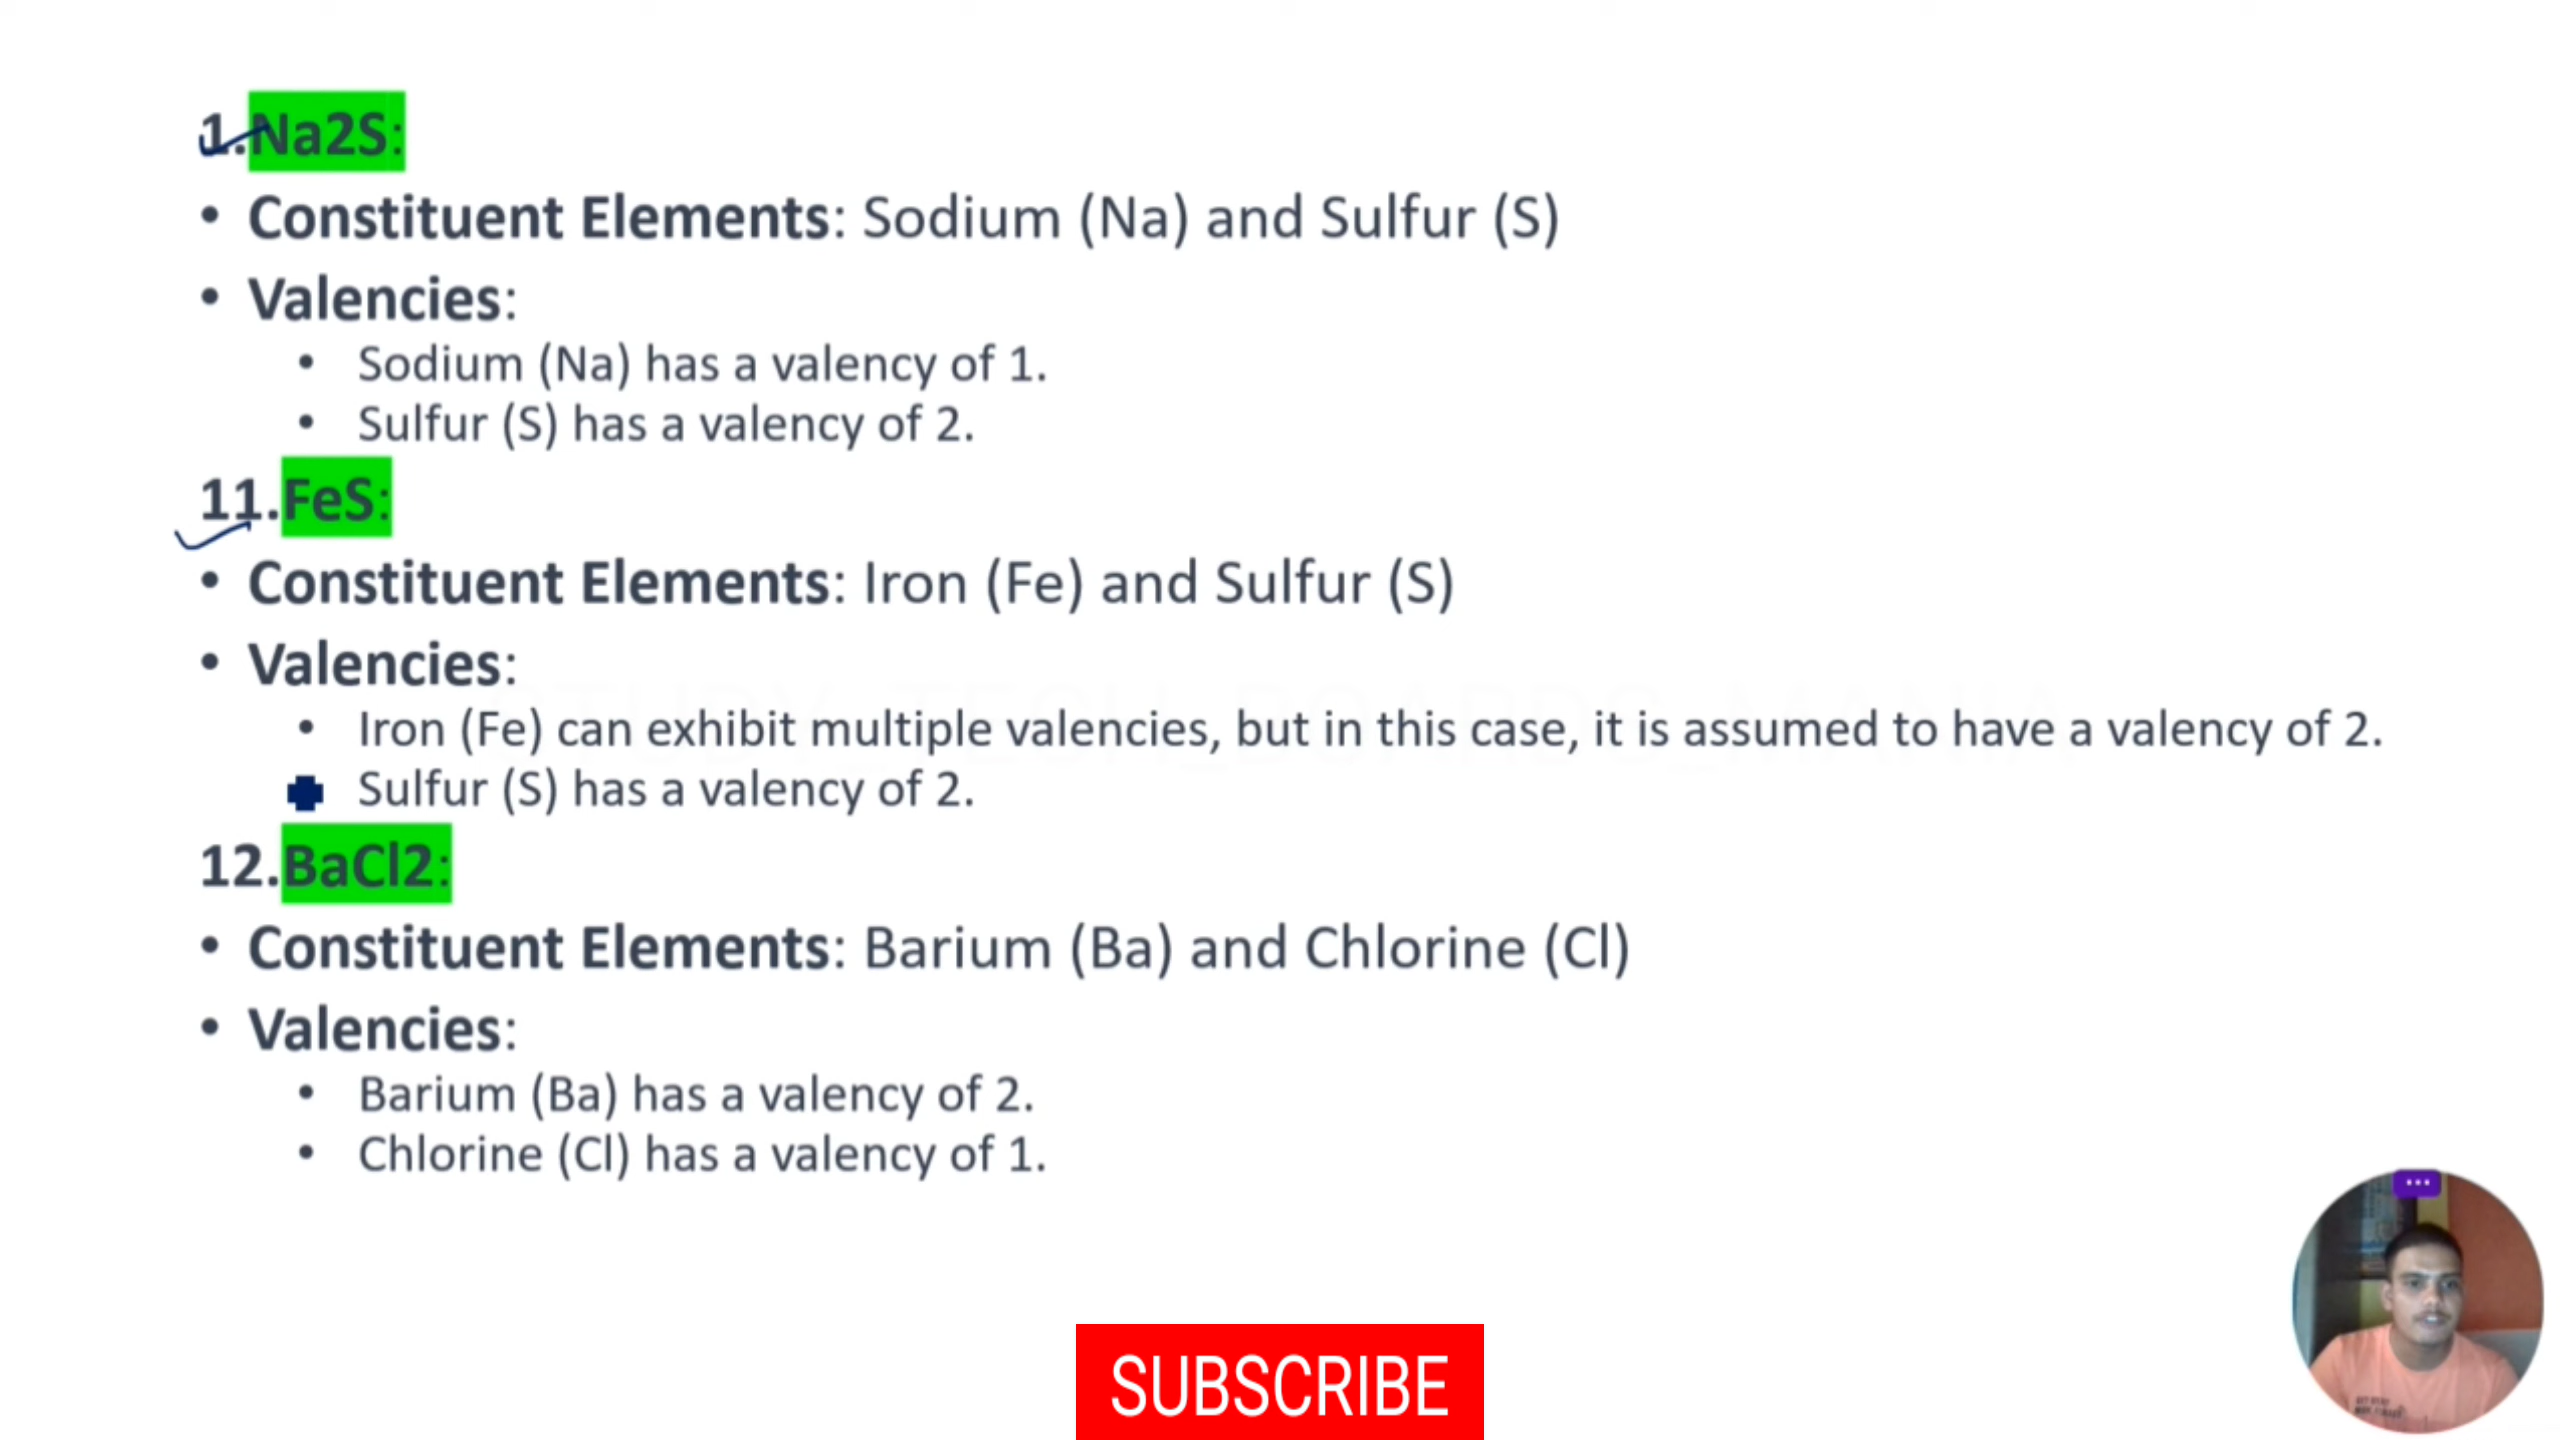 1.Na2S:
• Constituent Elements: Sodium (Na) and Sulfur (S)
• Valencies:
• Sodium (Na) has a valency of 1.
• Sulfur (S) has a valency of 2.
11.FeS:
• Constituent Elements: Iron (Fe) and Sulfur (S)
• Valencies:
• Iron (Fe) can exhibit multiple valencies, but in this case, it is assumed to have a valency of 2.
Sulfur (S) has a valency of 2.
12.BaCl2:
• Constituent Elements: Barium (Ba) and Chlorine (Cl)
• Valencies:
• Barium (Ba) has a valency of 2.
• Chlorine (Cl) has a valency of 1.
SUBSCRIBE